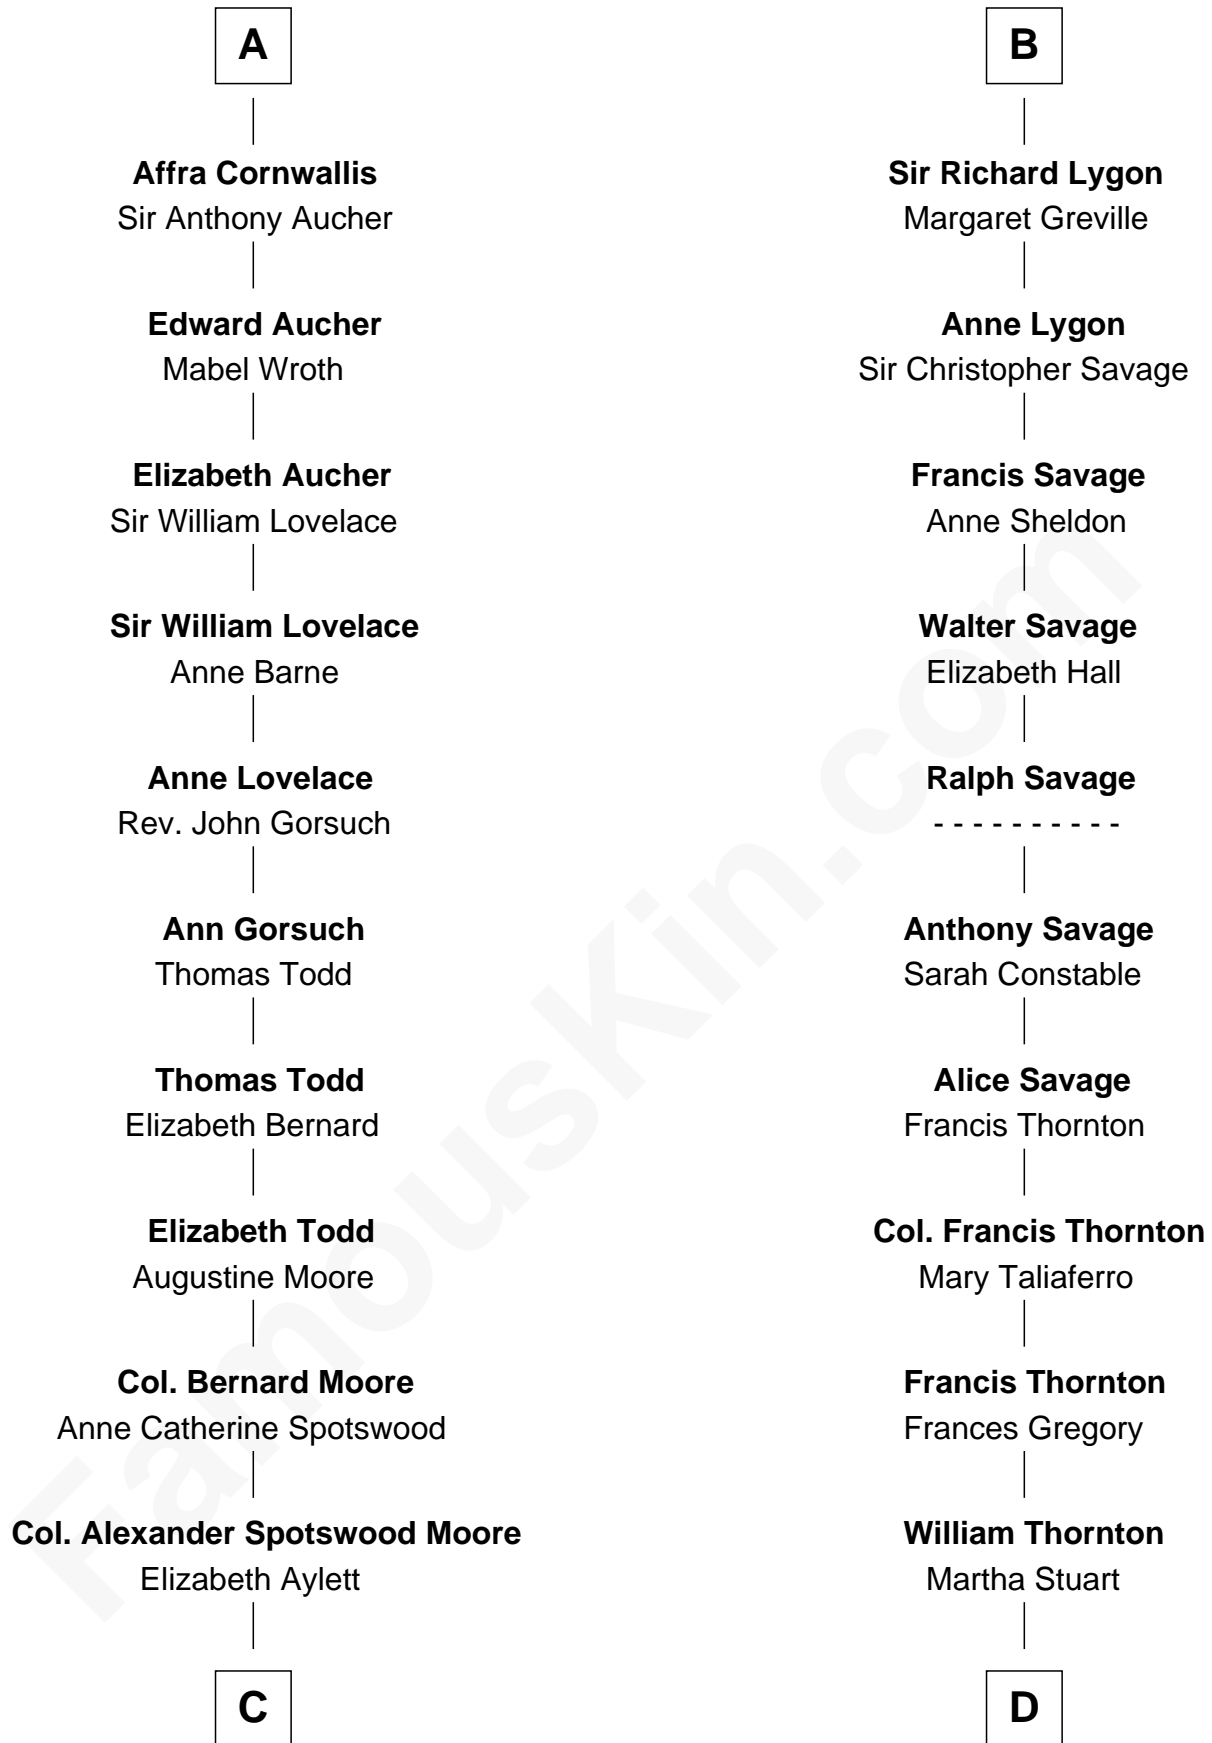 A
Affra Cornwallis
Sir Anthony Aucher
Edward Aucher
Mabel Wroth
Elizabeth Aucher
Sir William Lovelace
Sir William Lovelace
Anne Barne
Anne Lovelace
Rev. John Gorsuch
Ann Gorsuch
Thomas Todd
Thomas Todd
Elizabeth Bernard
Elizabeth Todd
Augustine Moore
Col. Bernard Moore
Anne Catherine Spotswood
Col. Alexander Spotswood Moore
Elizabeth Aylett
C
B
Sir Richard Lygon
Margaret Greville
Anne Lygon
Sir Christopher Savage
Francis Savage
Anne Sheldon
Walter Savage
Elizabeth Hall
Ralph Savage
- - - - - - - - - -
Anthony Savage
Sarah Constable
Alice Savage
Francis Thornton
Col. Francis Thornton
Mary Taliaferro
Francis Thornton
Frances Gregory
William Thornton
Martha Stuart
D
FamousKin.com